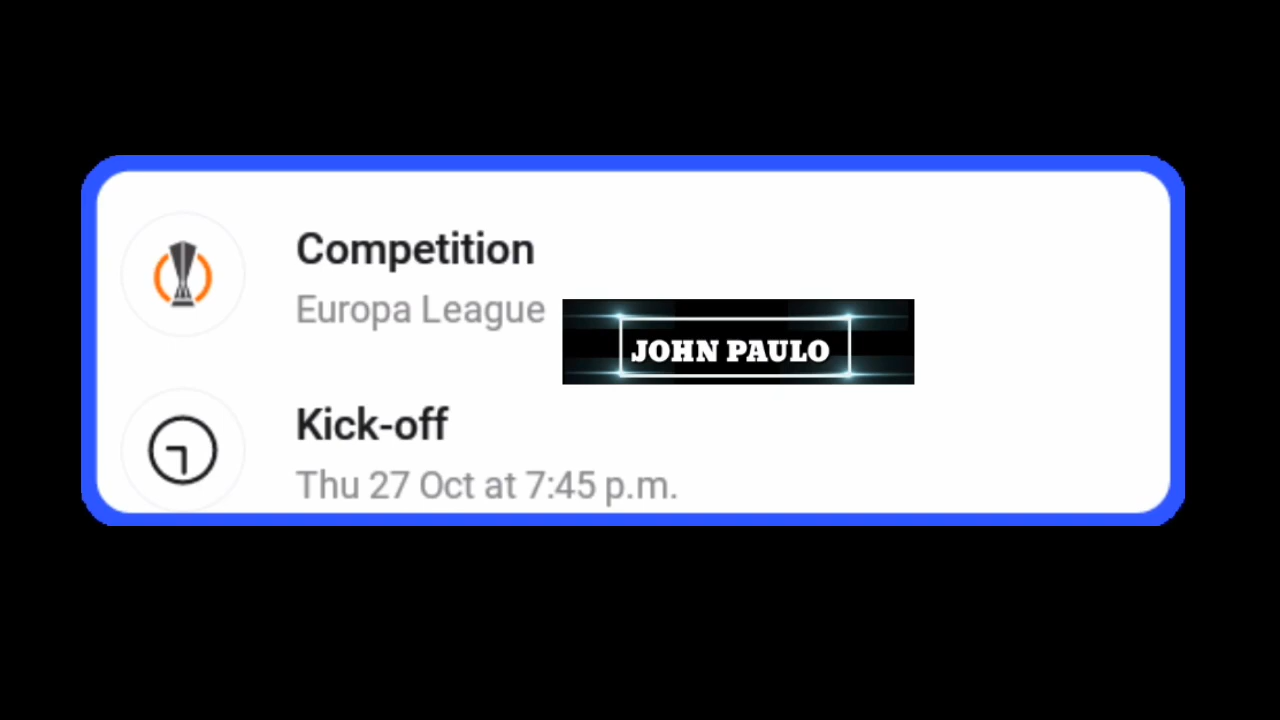 Competition
Europa League
JOHN PAULO
Kick-off
Thu 27 Oct at 7:45 p.m.